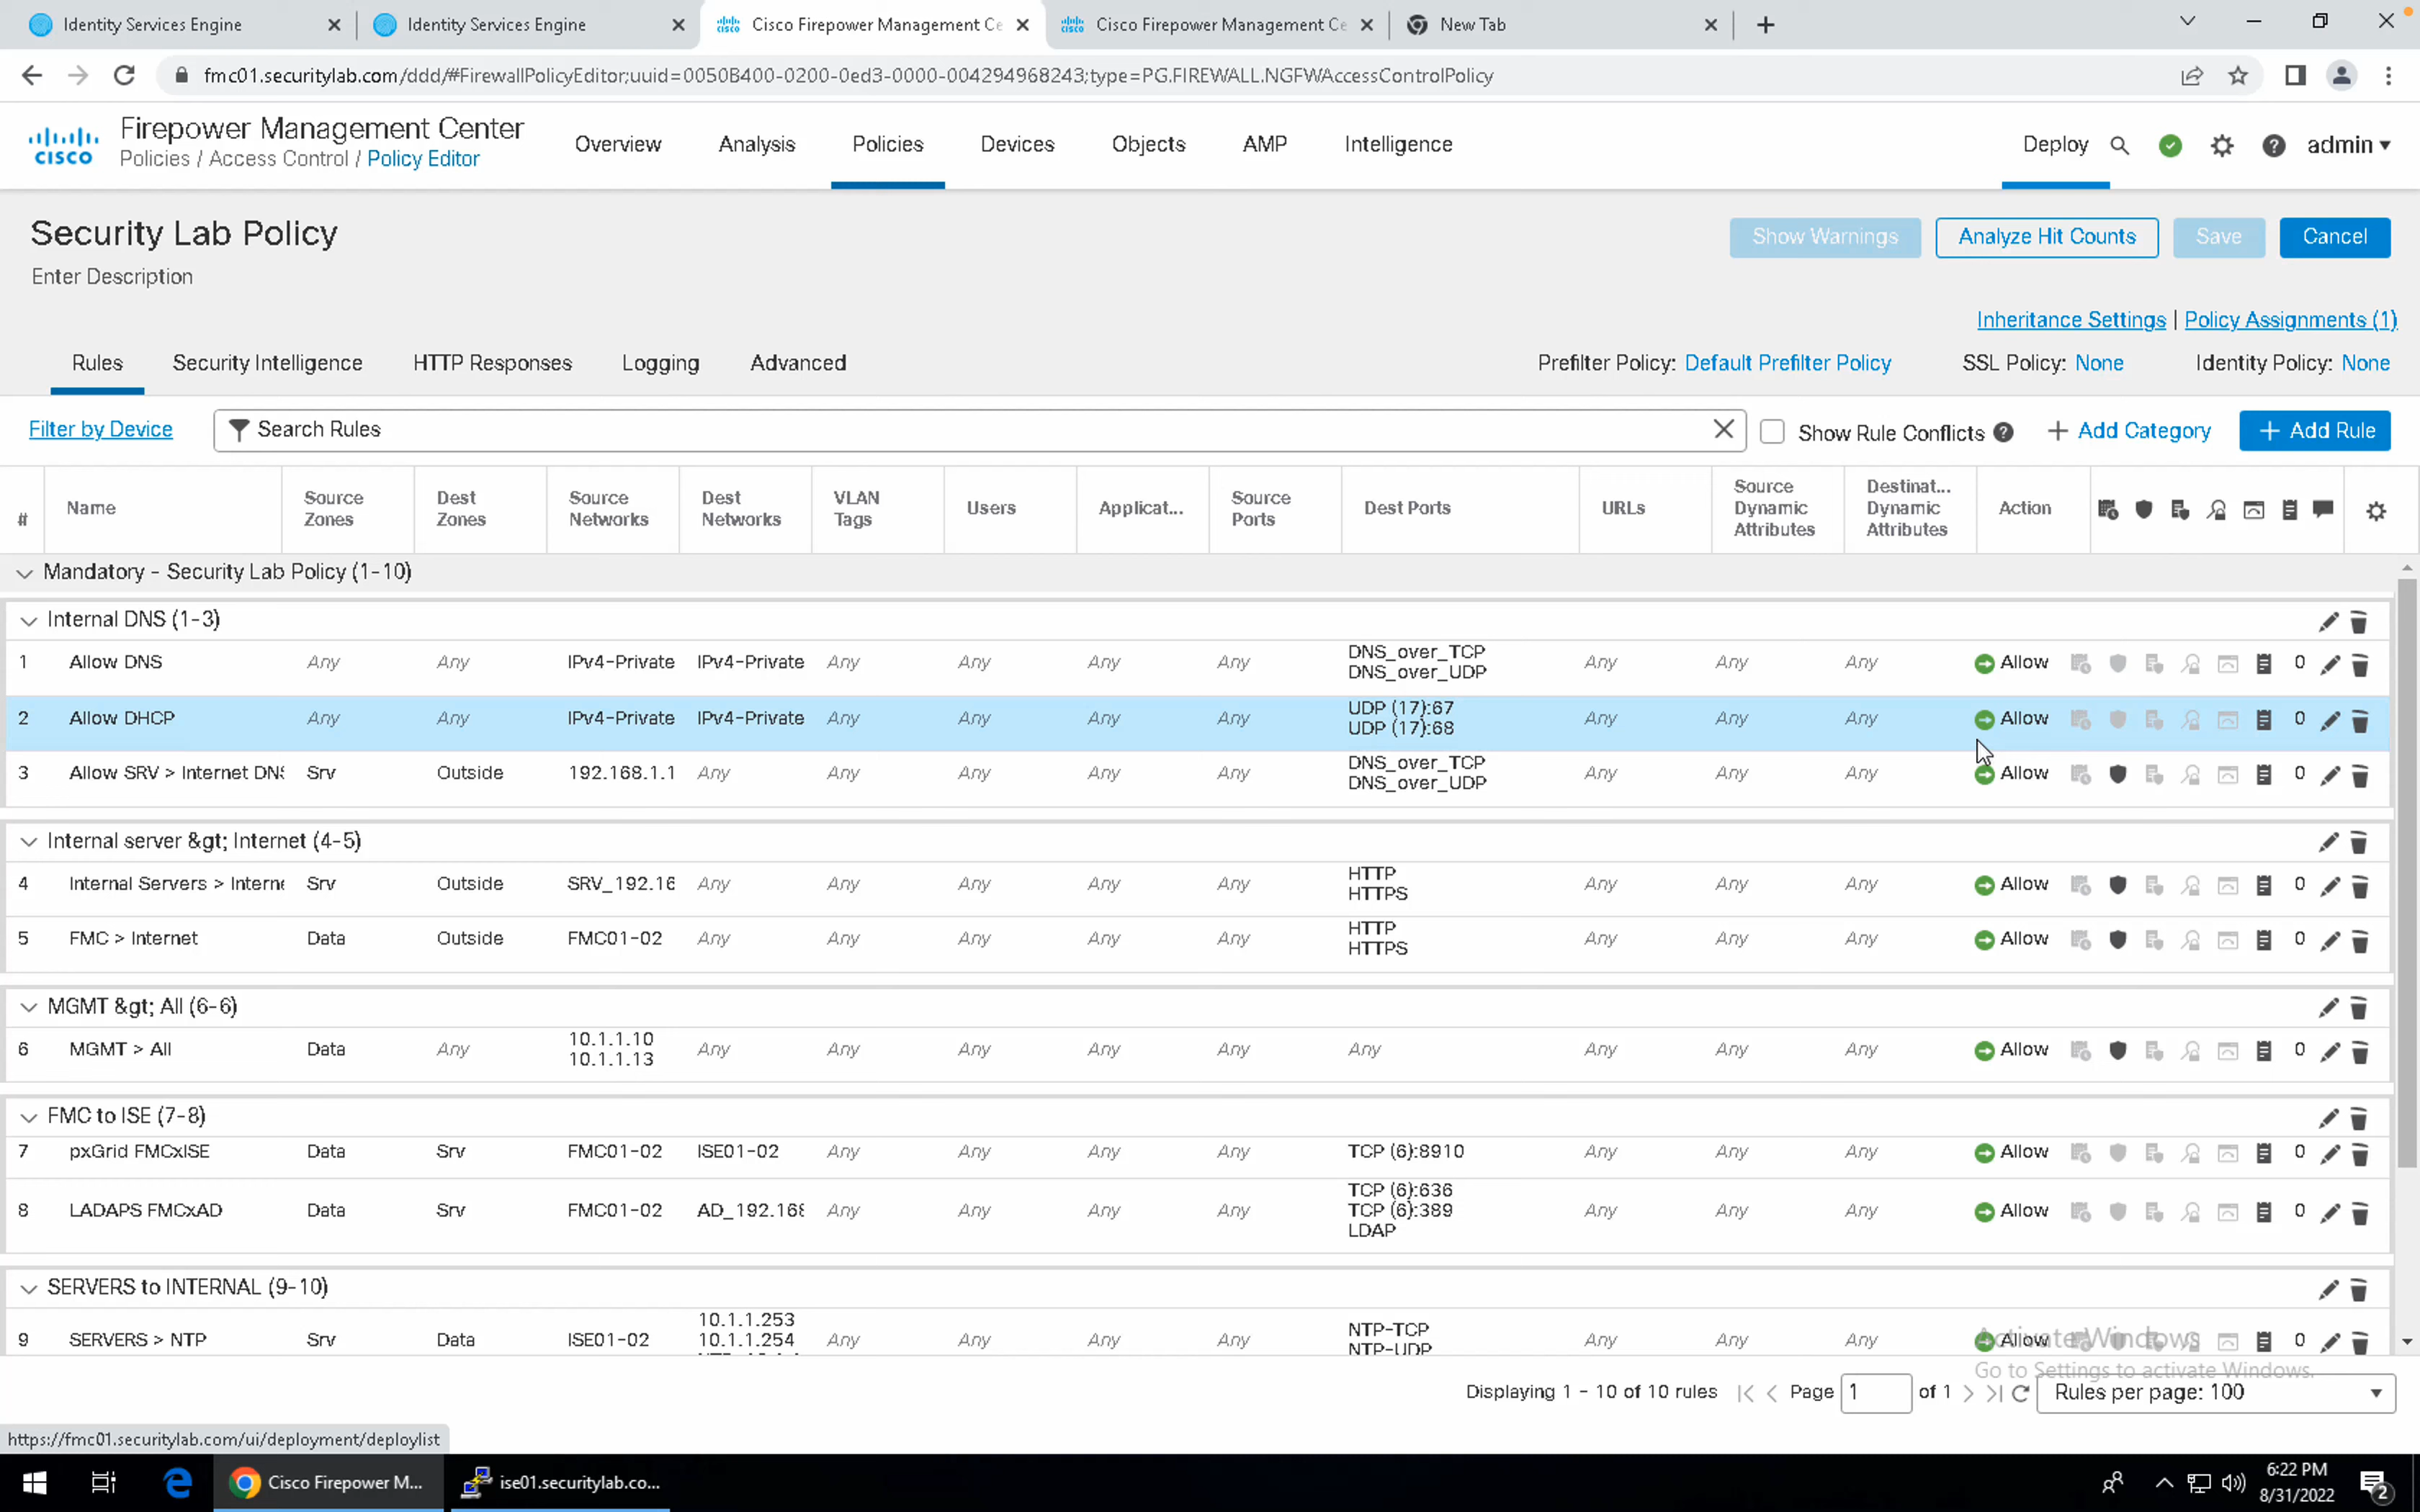 Identity Services Engine
Identity Services Engine
Cisco Firepower Management Ce
Cisco Firepower Management Ce
New Tab
fmc01.securitylab.com/ddd/#FirewallPolicyEditor;uuid=0050B400-0200-0ed3-0000-004294968243;type=PG.FIREWALL.NGFWAccessControlPolicy
CISCO
Firepower Management Center
Policies / Access Control / Policy Editor
Overview
Analysis
Policies
Devices
Objects
AMP
Intelligence
Deploy
admin
Security Lab Policy
Enter Description
Show Warnings
Analyze Hit Counts
Save
Cancel
Inheritance Settings | Policy Assignments (1)
Rules
Security Intelligence
HTTP Responses
Logging
Advanced
Prefilter Policy: Default Prefilter Policy
SSL Policy: None
Identity Policy: None
Filter by Device
Search Rules
Show Rule Conflicts
+ Add Category
+ Add Rule
# Name Source Zones Dest Zones Source Networks Dest Networks VLAN Tags Users Applicat... Source Ports Dest Ports URLs Source Dynamic Attributes Destinat... Dynamic Attributes Action
Mandatory - Security Lab Policy (1-10)
Internal DNS (1-3)
1 Allow DNS Any Any IPv4-Private IPv4-Private Any Any Any Any DNS_over_TCP DNS_over_UDP Any Any Any Allow 0
2 Allow DHCP Any Any IPv4-Private IPv4-Private Any Any Any Any UDP (17):67 UDP (17):68 Any Any Any Allow 0
3 Allow SRV > Internet DNS Srv Outside 192.168.1.1 Any Any Any Any Any DNS_over_TCP DNS_over_UDP Any Any Any Allow 0
Internal server &gt; Internet (4-5)
4 Internal Servers > Interne Srv Outside SRV_192.16 Any Any Any Any Any HTTP HTTPS Any Any Any Allow 0
5 FMC > Internet Data Outside FMC01-02 Any Any Any Any Any HTTP HTTPS Any Any Any Allow 0
MGMT &gt; All (6-6)
6 MGMT > All Data Any 10.1.1.10 10.1.1.13 Any Any Any Any Any Any Any Any Any Allow 0
FMC to ISE (7-8)
7 pxGrid FMCxISE Data Srv FMC01-02 ISE01-02 Any Any Any Any TCP (6):8910 Any Any Any Allow 0
8 LADAPS FMCxAD Data Srv FMC01-02 AD_192.168 Any Any Any Any TCP (6):636 TCP (6):389 LDAP Any Any Any Allow 0
SERVERS to INTERNAL (9-10)
9 SERVERS > NTP Srv Data ISE01-02 10.1.1.253 10.1.1.254 Any Any Any Any NTP-TCP NTP-UDP Any Any Any Allow 0
Activate Windows
Go to Settings to activate Windows.
Displaying 1 - 10 of 10 rules
Page 1 of 1
Rules per page: 100
https://fmc01.securitylab.com/ui/deployment/deploylist
Cisco Firepower M...
ise01.securitylab.co...
6:22 PM
8/31/2022
2